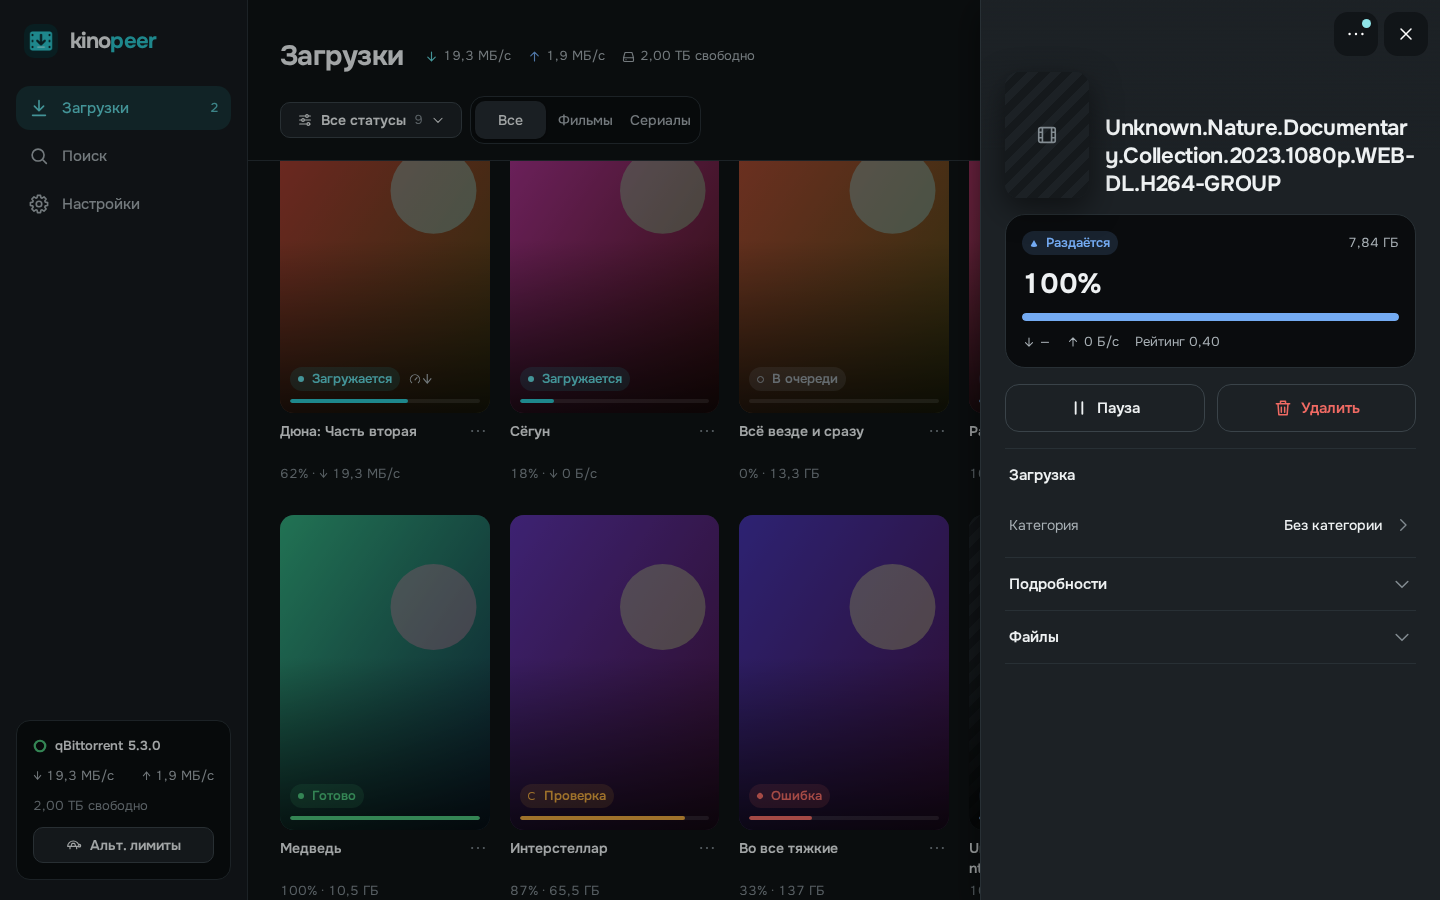 kinopeer
Загрузки 2
Поиск
Настройки
qBittorrent 5.3.0
19,3 МБ/с 1,9 МБ/с
2,00 ТБ свободно
Альт. лимиты
Загрузки 19,3 МБ/с 1,9 МБ/с 2,00 ТБ свободно
Все статусы 9 Все Фильмы Сериалы
Загружается Загружается В очереди
Дюна: Часть вторая ··· Сёгун ··· Всё везде и сразу ···
62% · ↓ 19,3 МБ/с 18% · ↓ 0 Б/с 0% · 13,3 ГБ
Готово Проверка Ошибка
Медведь ··· Интерстеллар ··· Во все тяжкие ···
100% · 10,5 ГБ 87% · 65,5 ГБ 33% · 137 ГБ
Unknown.Nature.Documentar
y.Collection.2023.1080p.WEB-
DL.H264-GROUP
Раздаётся 7,84 ГБ
100%
↓ – ↑ 0 Б/с Рейтинг 0,40
Пауза Удалить
Загрузка
Категория Без категории
Подробности
Файлы